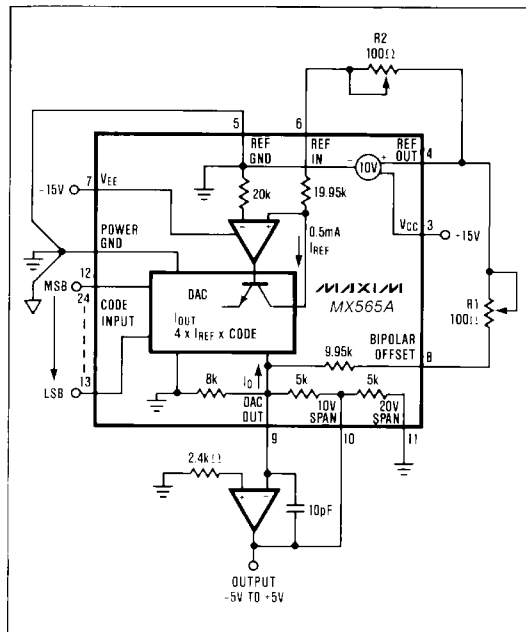 R2
100Ω
5
6
REF
GND
REF
IN
REF
OUT
4
- 10V +
-15V
7
VEE
20k
19.95k
VCC
3
+15V
POWER
GND
0.5mA
IREF
12
MSB
24
CODE
INPUT
13
LSB
DAC
IOUT
4 x IREF x CODE
MAXIM
MX565A
R1
100Ω
BIPOLAR
OFFSET
8
9.95k
8k
IO
DAC
OUT
5k
10V
SPAN
5k
20V
SPAN
9
10
11
2.4kΩ
10pF
OUTPUT
-5V TO +5V